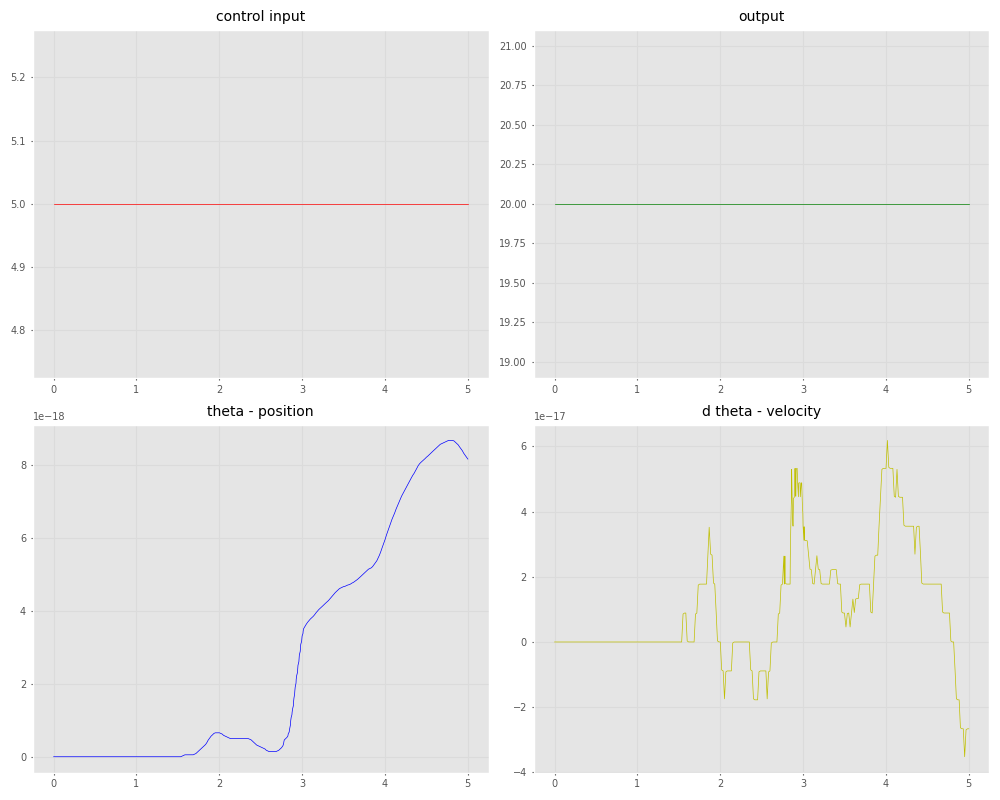 control input
5.2
5.1
5.0
4.9
4.8
0 1 2 3 4 5
output
21.00
20.75
20.50
20.25
20.00
19.75
19.50
19.25
19.00
0 1 2 3 4 5
theta - position
1e−18
8
6
4
2
0
0 1 2 3 4 5
d theta - velocity
1e−17
6
4
2
0
−2
−4
0 1 2 3 4 5